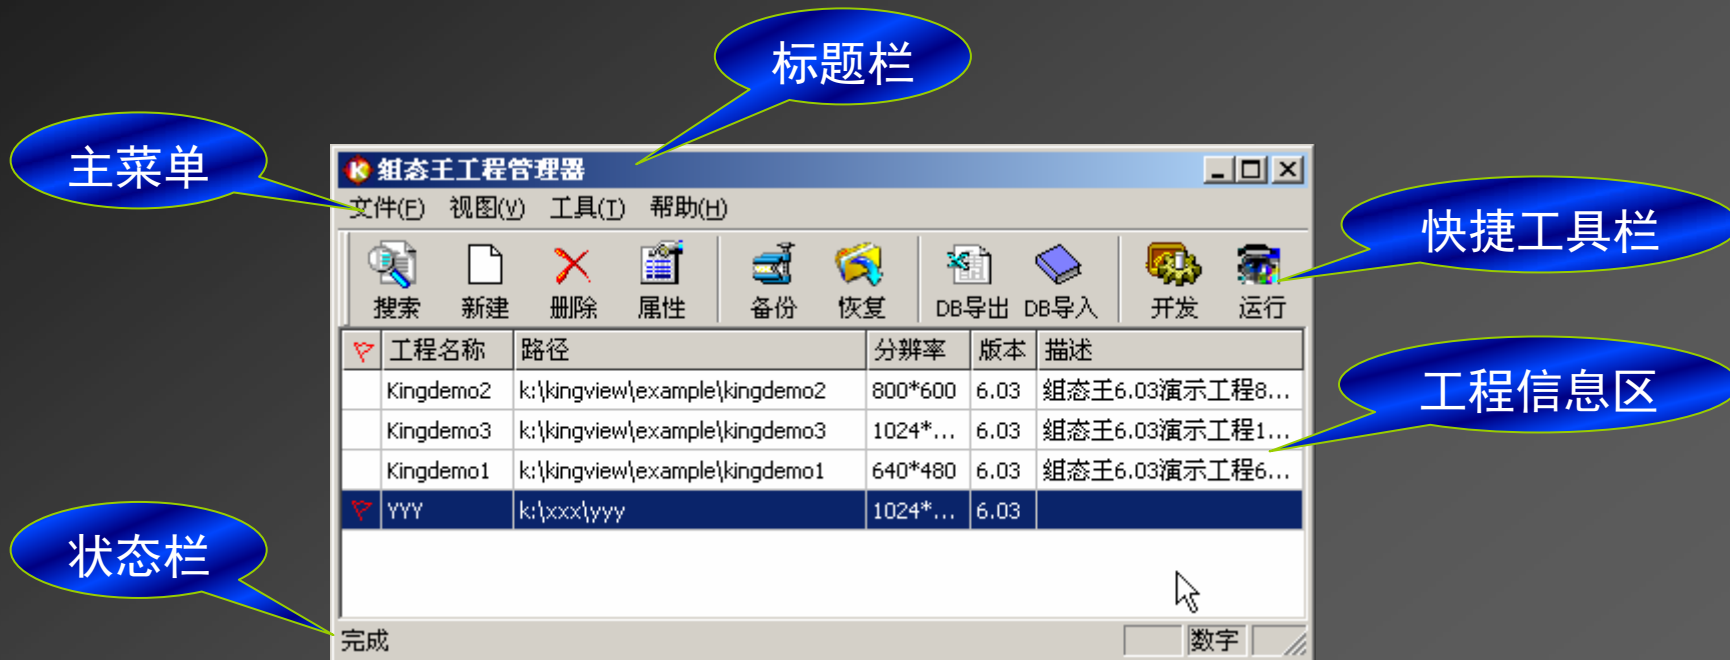 标题栏
主菜单
组态王工程管理器
文件(F) 视图(V) 工具(T) 帮助(H)
快捷工具栏
搜索 新建 删除 属性 备份 恢复 DB导出 DB导入 开发 运行
工程名称 路径 分辨率 版本 描述
Kingdemo2 k:\kingview\example\kingdemo2 800*600 6.03 组态王6.03演示工程8...
工程信息区
Kingdemo3 k:\kingview\example\kingdemo3 1024*... 6.03 组态王6.03演示工程1...
Kingdemo1 k:\kingview\example\kingdemo1 640*480 6.03 组态王6.03演示工程6...
YYY k:\xxx\yyy 1024*... 6.03
状态栏
完成 数字